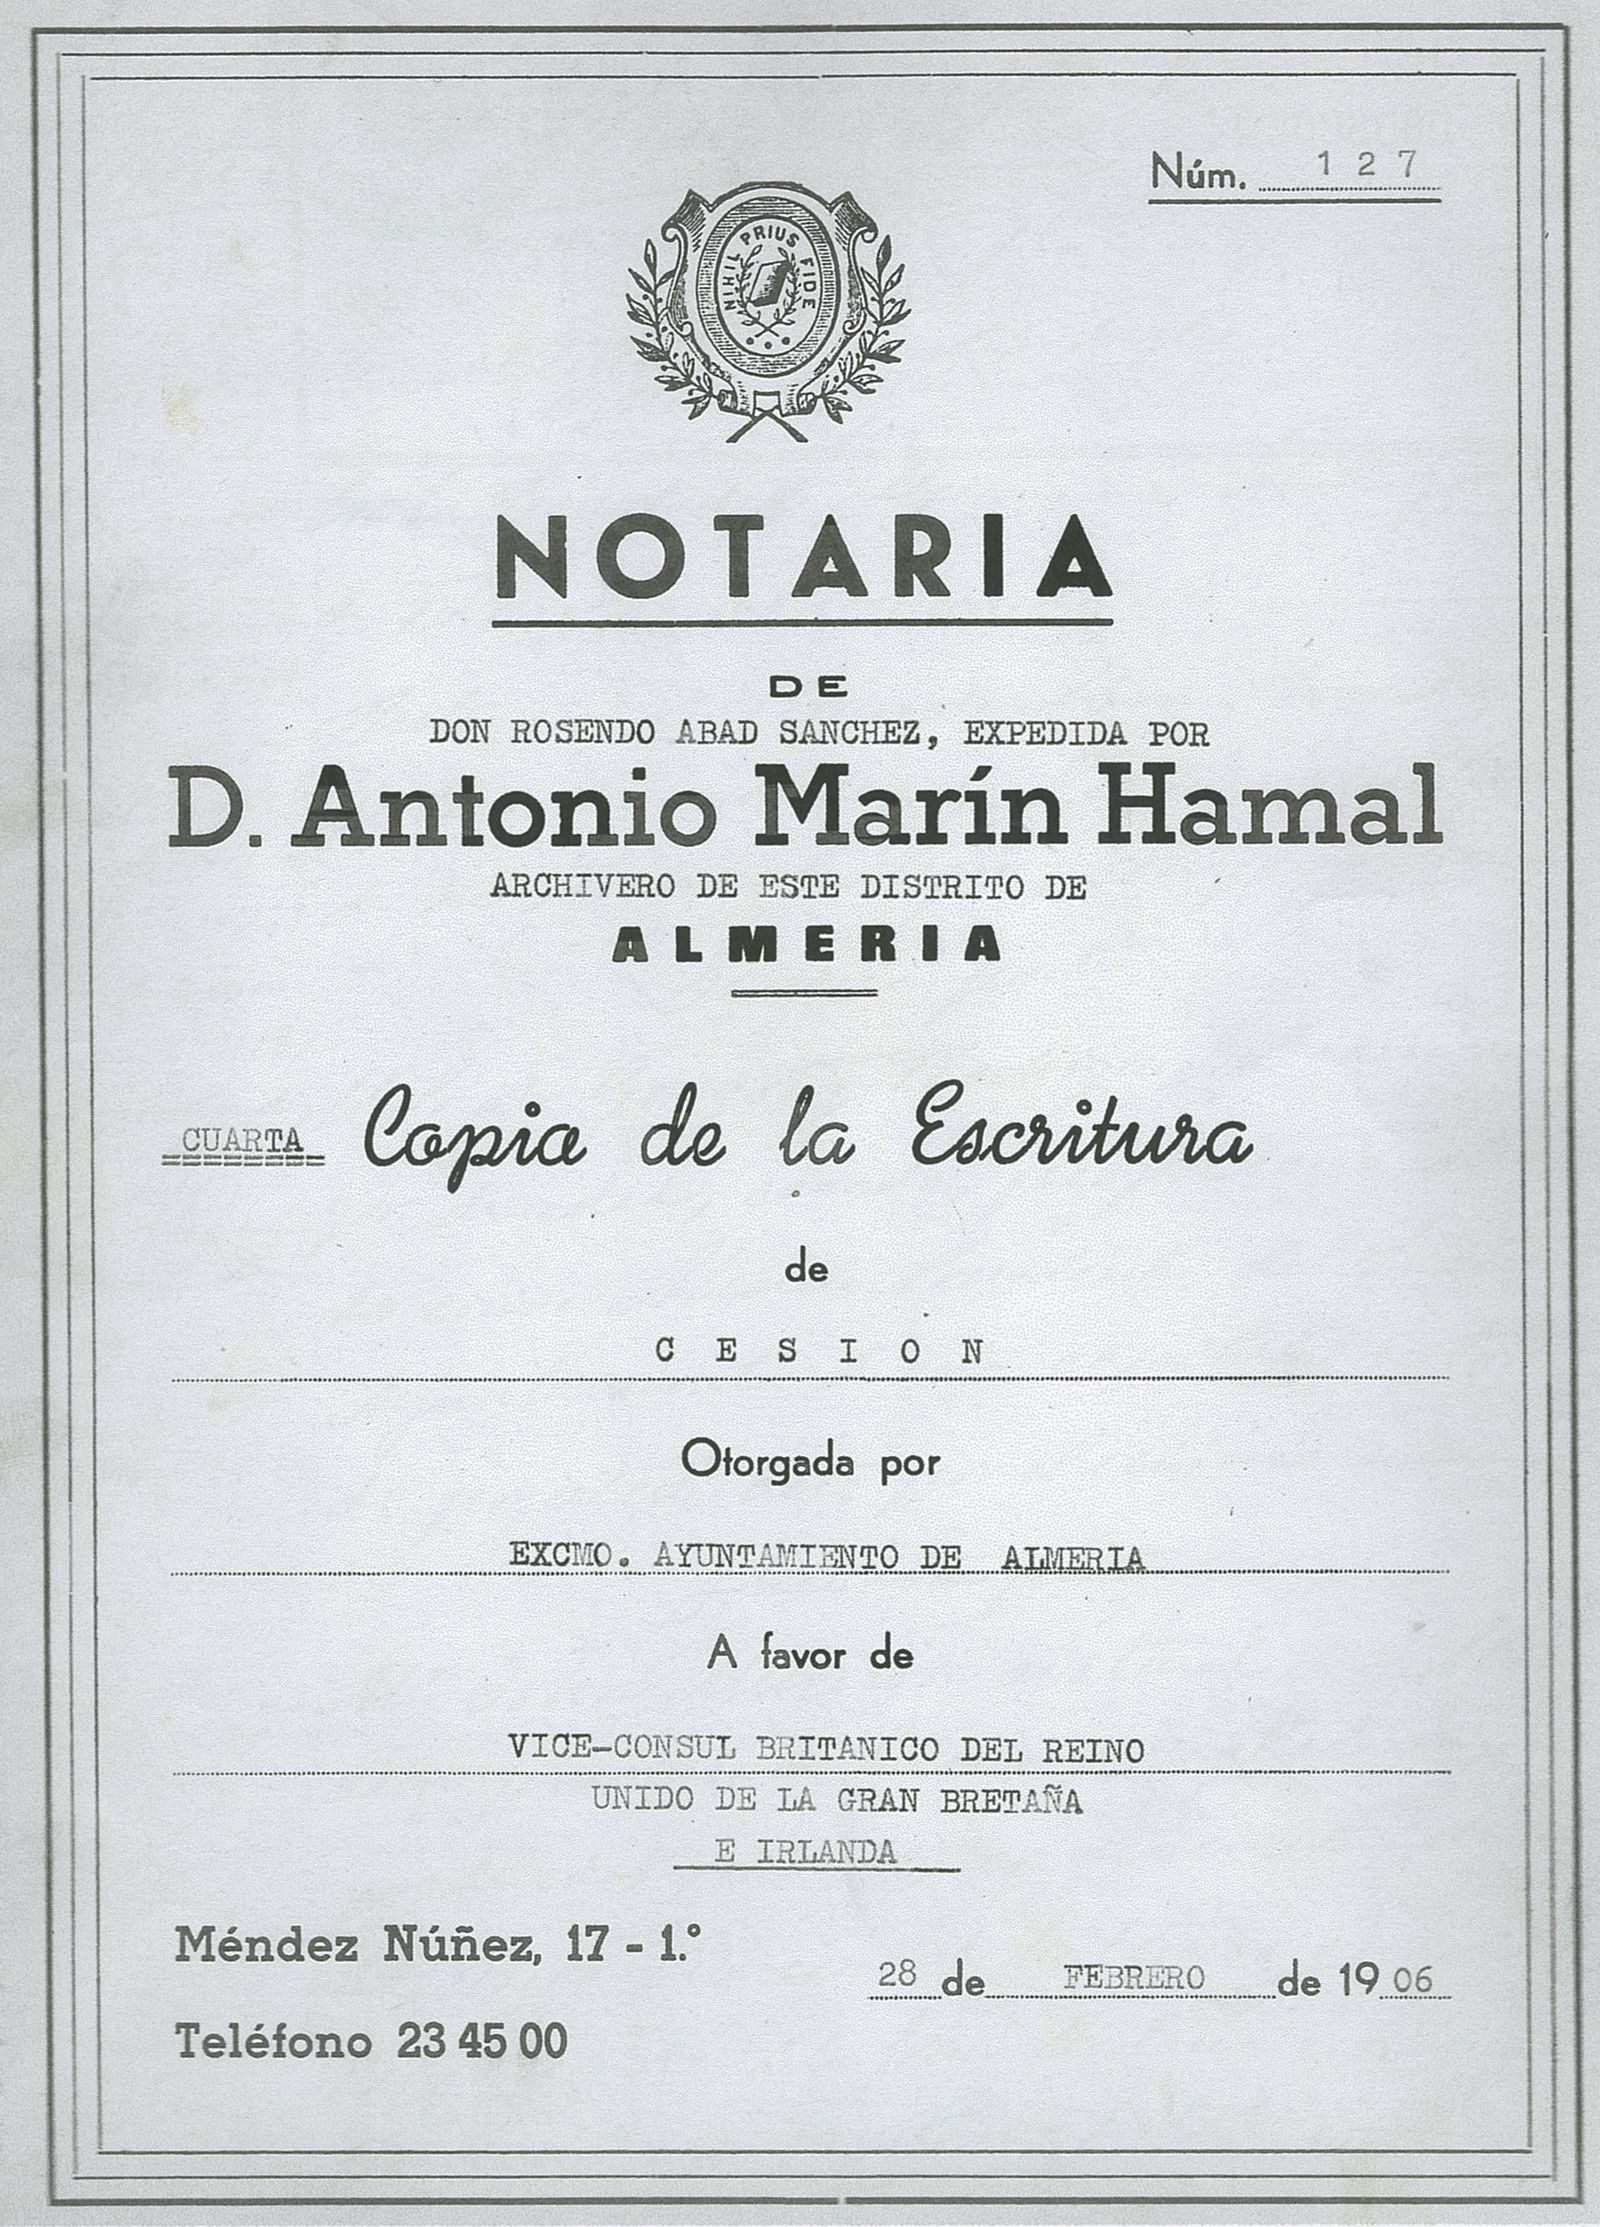 Núm. 127
NIHIL PRIUS FIDE
NOTARIA
DE
DON ROSENDO ABAD SANCHEZ, EXPEDIDA POR
D. Antonio Marín Hamal
ARCHIVERO DE ESTE DISTRITO DE
ALMERIA
CUARTA Copia de la Escritura
de
CESION
Otorgada por
EXCMO. AYUNTAMIENTO DE ALMERIA
A favor de
VICE-CONSUL BRITANICO DEL REINO
UNIDO DE LA GRAN BRETAÑA
E IRLANDA
Méndez Núñez, 17 - 1.°
28 de FEBRERO de 1906
Teléfono 23 45 00